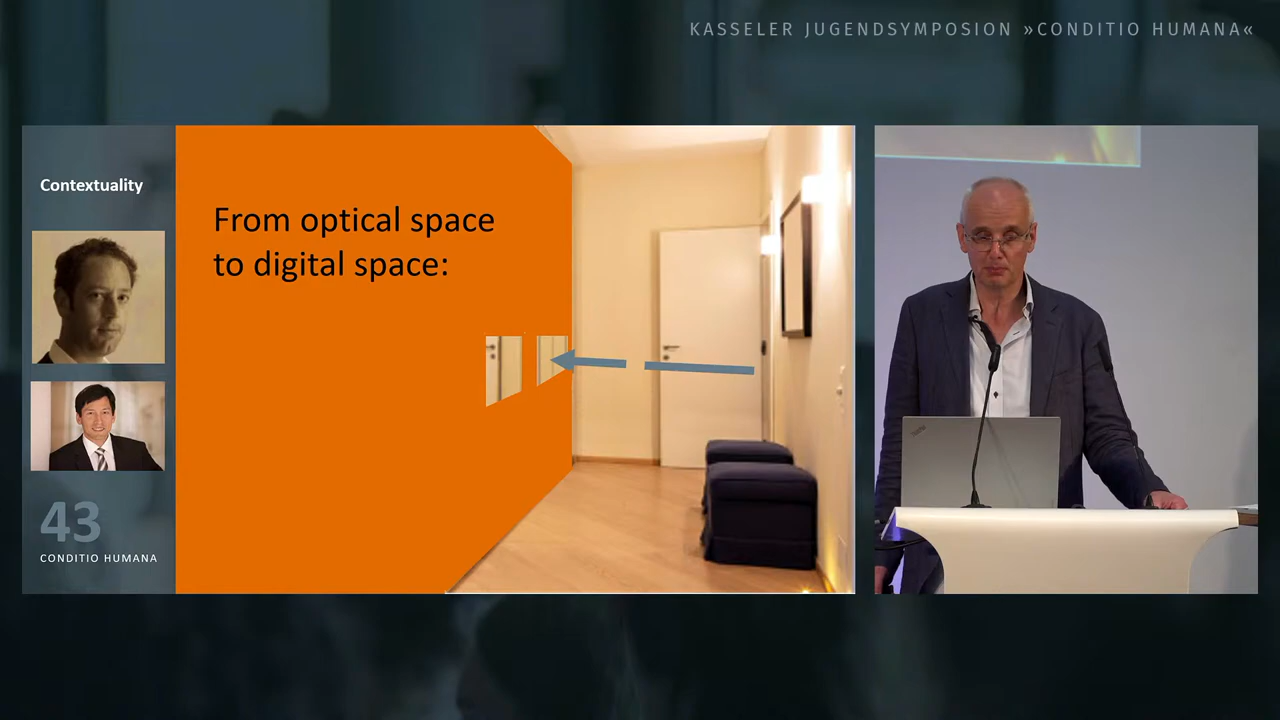 KASSELER JUGENDSYMPOSION »CONDITIO HUMANA«
Contextuality
From optical space
to digital space:
43
CONDITIO HUMANA